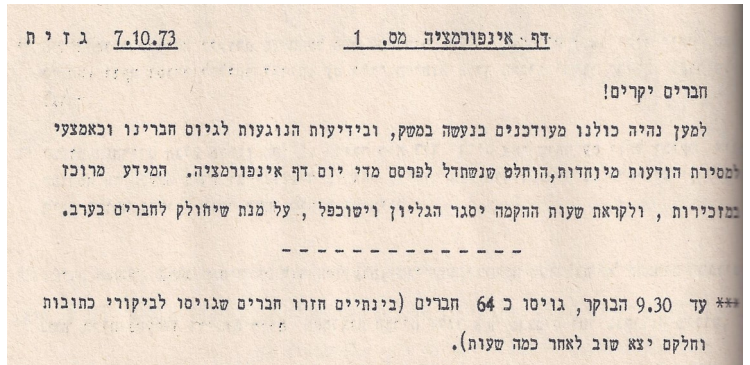 דף אינפורמציה מס. 1 7.10.73 גזית
חברים יקרים!
למען נהיה כולנו מעודכנים בנעשה במשק, ובידיעות הנוגעות לגיוס חברינו וכאמצעי
למסירת הודעות מיוחדות,הוחלט שנשתדל לפרסם מדי יום דף אינפורמציה. המידע מרוכז
במזכירות , ולקראת שעות ההקמה יסגר הגליון וישוכפל , על מנת שיחולק לחברים בערב.
*** עד 9.30 הבוקר, גויסו כ 64 חברים (בינתיים חזרו חברים שגויסו לביקורי כתובות
וחלקם יצא שוב לאחר כמה שעות).